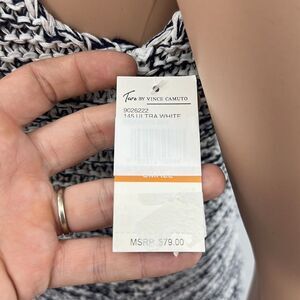 Two BY VINCE CAMUTO
9026222
145 ULTRA WHITE
MSRP $79.00